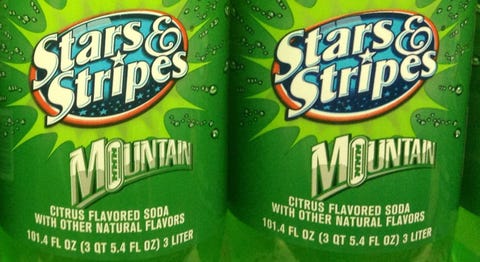 Stars &
Stripes
MOUNTAIN
CITRUS FLAVORED SODA
WITH OTHER NATURAL FLAVORS
101.4 FL OZ (3 QT 5.4 FL OZ) 3 LITER
Stars &
Stripes
MOUNTAIN
CITRUS FLAVORED SODA
WITH OTHER NATURAL FLAVORS
101.4 FL OZ (3 QT 5.4 FL OZ) 3 LITER